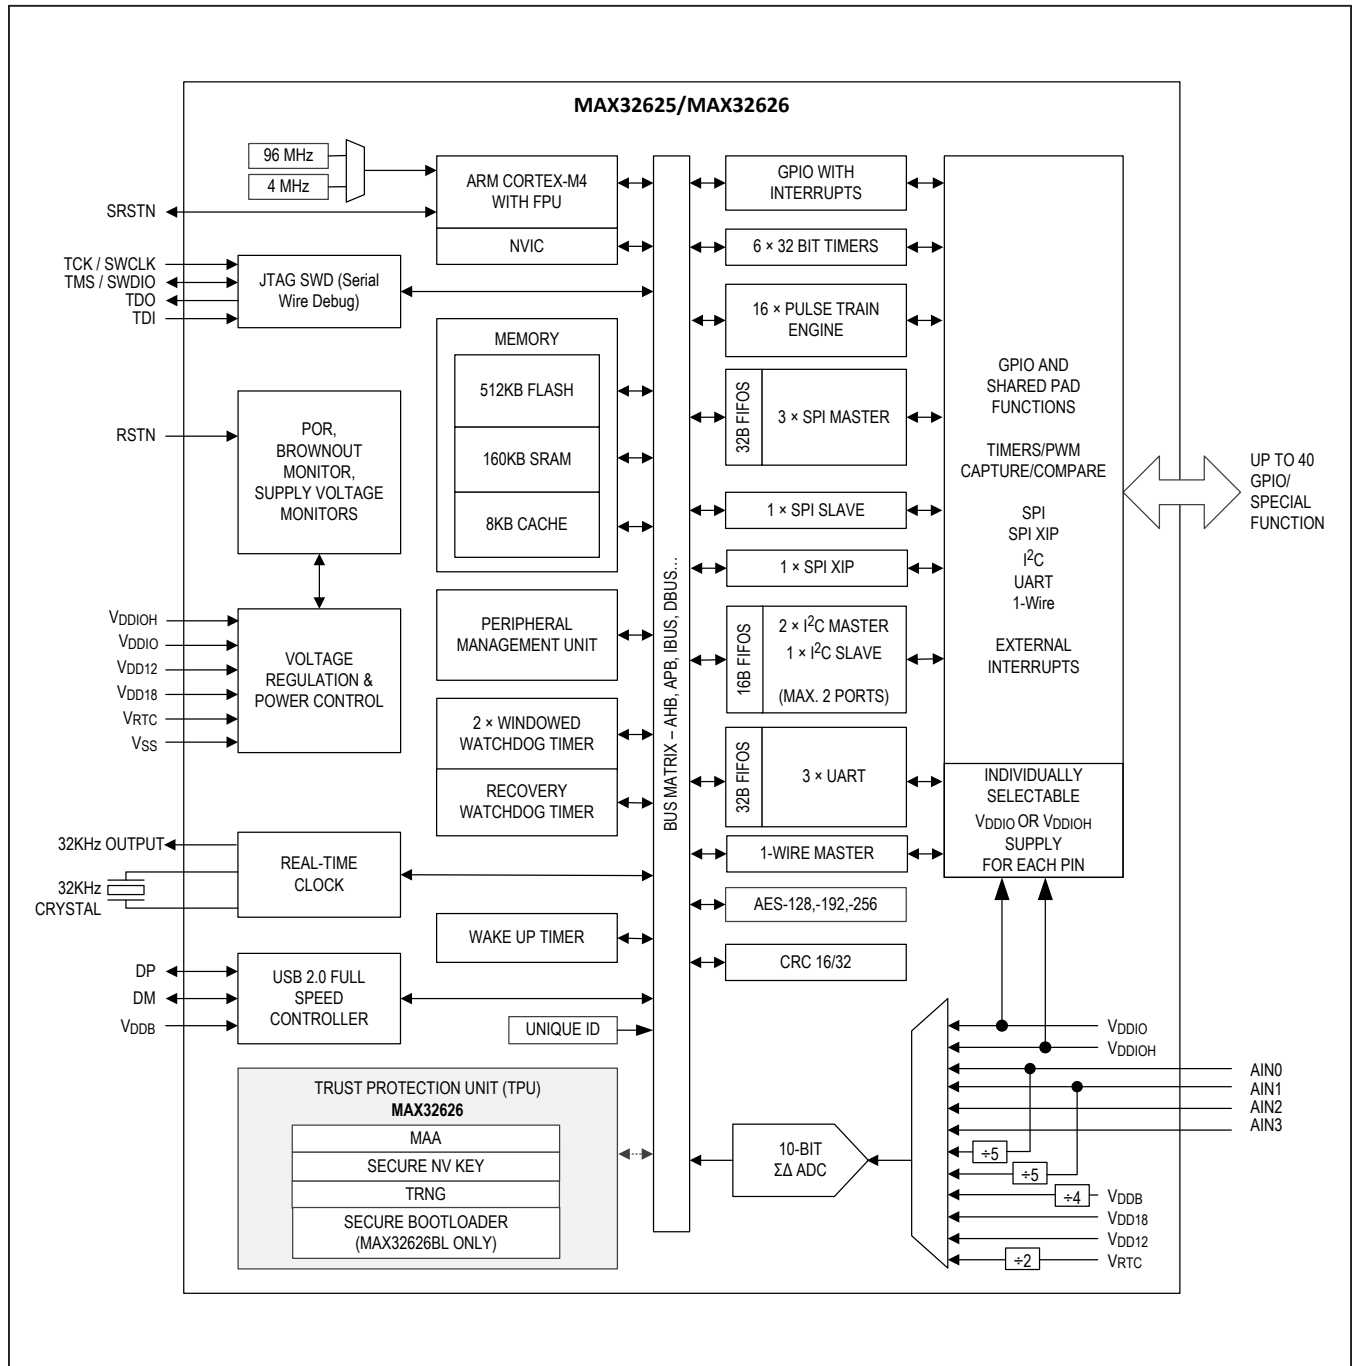 MAX32625/MAX32626
96 MHz
4 MHz
SRSTN
ARM CORTEX-M4
WITH FPU
NVIC
TCK / SWCLK
TMS / SWDIO
TDO
TDI
JTAG SWD (Serial
Wire Debug)
MEMORY
512KB FLASH
160KB SRAM
8KB CACHE
RSTN
POR,
BROWNOUT
MONITOR,
SUPPLY VOLTAGE
MONITORS
VDDIOH
VDDIO
VDD12
VDD18
VRTC
VSS
VOLTAGE
REGULATION &
POWER CONTROL
PERIPHERAL
MANAGEMENT UNIT
2 × WINDOWED
WATCHDOG TIMER
RECOVERY
WATCHDOG TIMER
32KHz OUTPUT
32KHz
CRYSTAL
REAL-TIME
CLOCK
WAKE UP TIMER
DP
DM
VDDB
USB 2.0 FULL
SPEED
CONTROLLER
UNIQUE ID
TRUST PROTECTION UNIT (TPU)
MAX32626
MAA
SECURE NV KEY
TRNG
SECURE BOOTLOADER
(MAX32626BL ONLY)
BUS MATRIX – AHB, APB, IBUS, DBUS...
GPIO WITH
INTERRUPTS
6 × 32 BIT TIMERS
16 × PULSE TRAIN
ENGINE
32B FIFOS
3 × SPI MASTER
1 × SPI SLAVE
1 × SPI XIP
16B FIFOS
2 × I²C MASTER
1 × I²C SLAVE
(MAX. 2 PORTS)
32B FIFOS
3 × UART
1-WIRE MASTER
AES-128,-192,-256
CRC 16/32
10-BIT
ΣΔ ADC
GPIO AND
SHARED PAD
FUNCTIONS
TIMERS/PWM
CAPTURE/COMPARE
SPI
SPI XIP
I²C
UART
1-Wire
EXTERNAL
INTERRUPTS
INDIVIDUALLY
SELECTABLE
VDDIO OR VDDIOH
SUPPLY
FOR EACH PIN
UP TO 40
GPIO/
SPECIAL
FUNCTION
VDDIO
VDDIOH
AIN0
AIN1
AIN2
AIN3
÷5
÷5
÷4
VDDB
VDD18
VDD12
÷2
VRTC